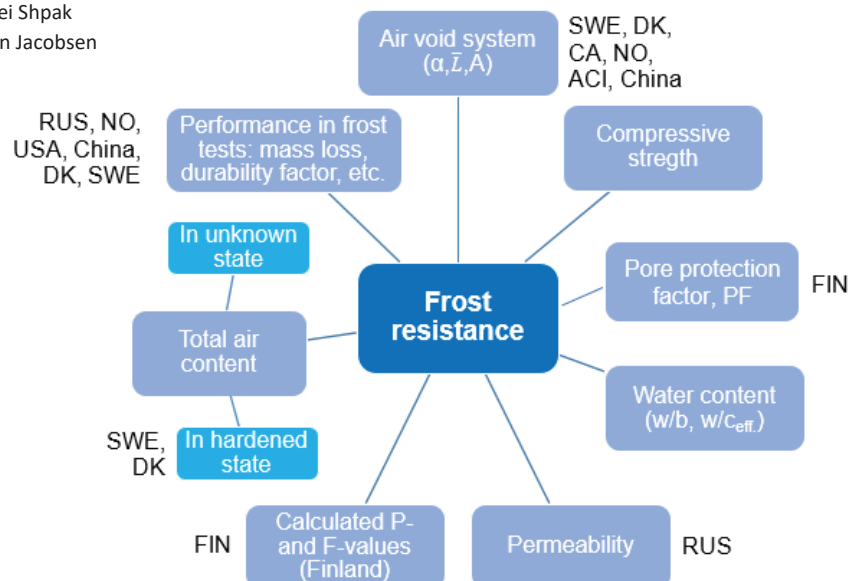 ei Shpak
n Jacobsen
Air void system
(α,L̅,A)
SWE, DK,
CA, NO,
ACI, China
RUS, NO,
USA, China,
DK, SWE
Performance in frost
tests: mass loss,
durability factor, etc.
Compressive
stregth
In unknown
state
Pore protection
factor, PF
FIN
Frost
resistance
Total air
content
Water content
(w/b, w/ceff.)
SWE,
DK
In hardened
state
FIN
Calculated P-
and F-values
(Finland)
Permeability
RUS